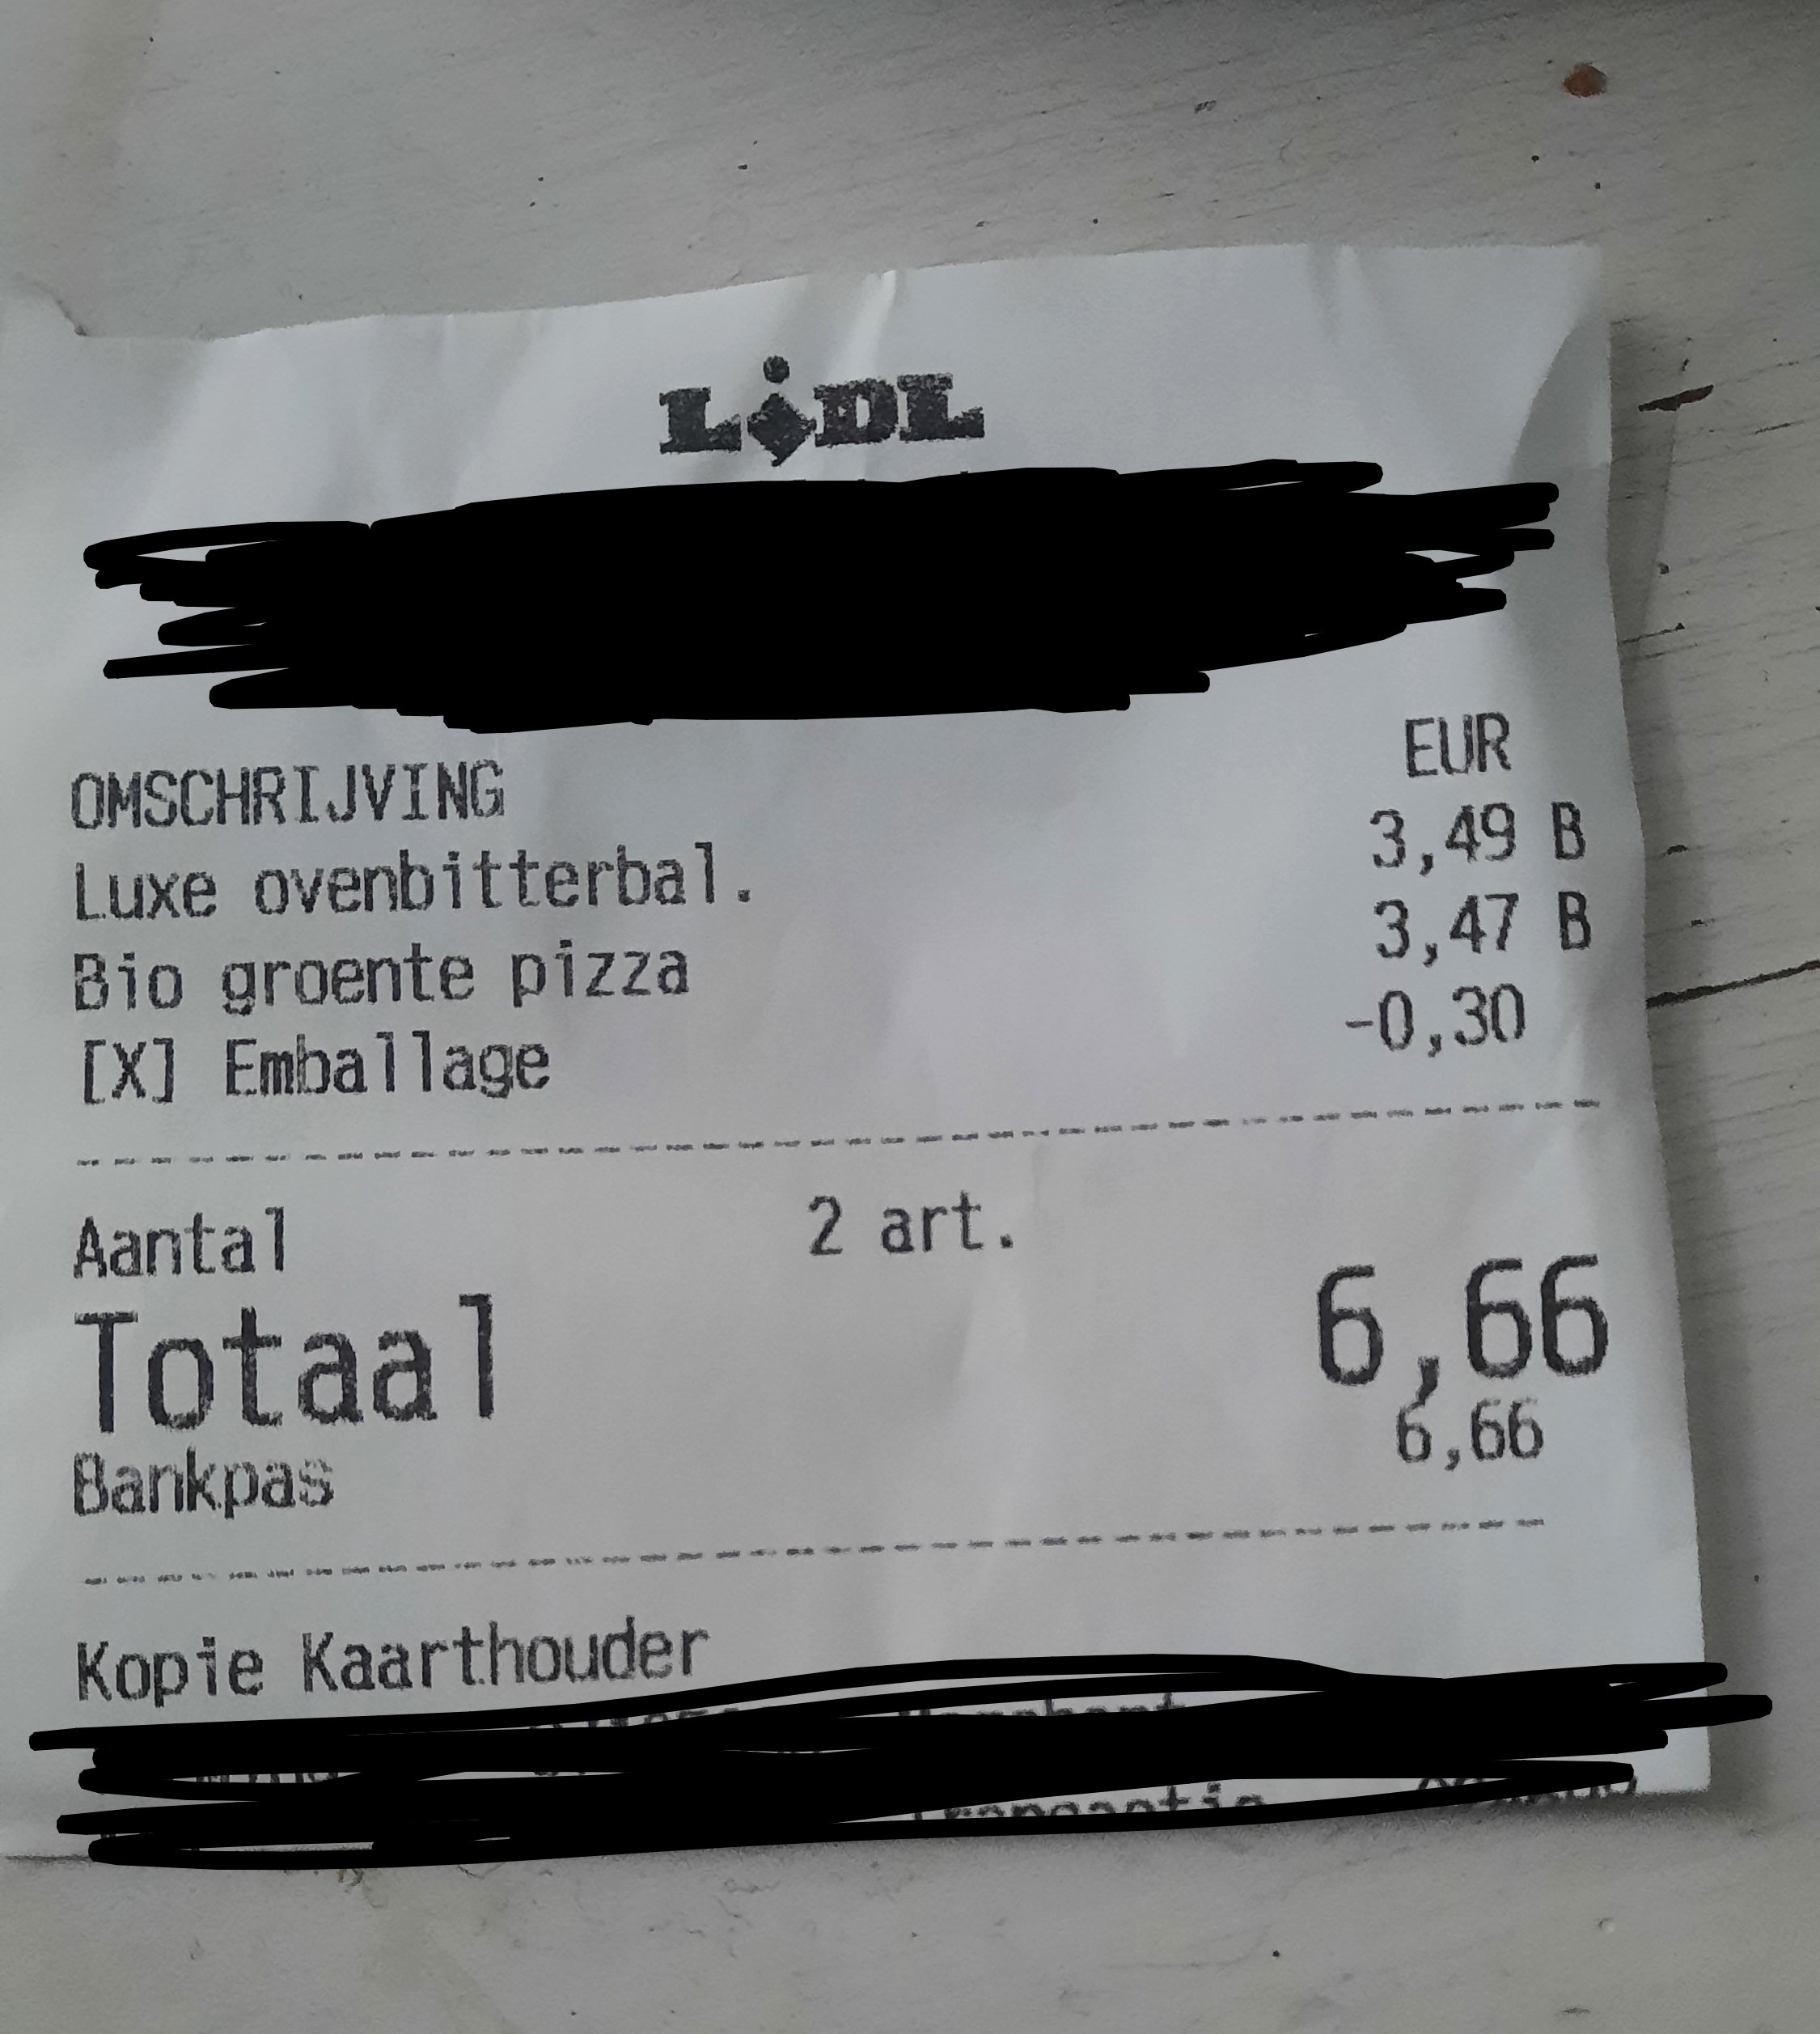 LiDL
EUR
OMSCHRIJVING
Luxe ovenbitterbal. 3,49 B
Bio groente pizza 3,47 B
[X] Emballage -0,30
Aantal 2 art.
Totaal 6,66
Bankpas 6,66
Kopie Kaarthouder